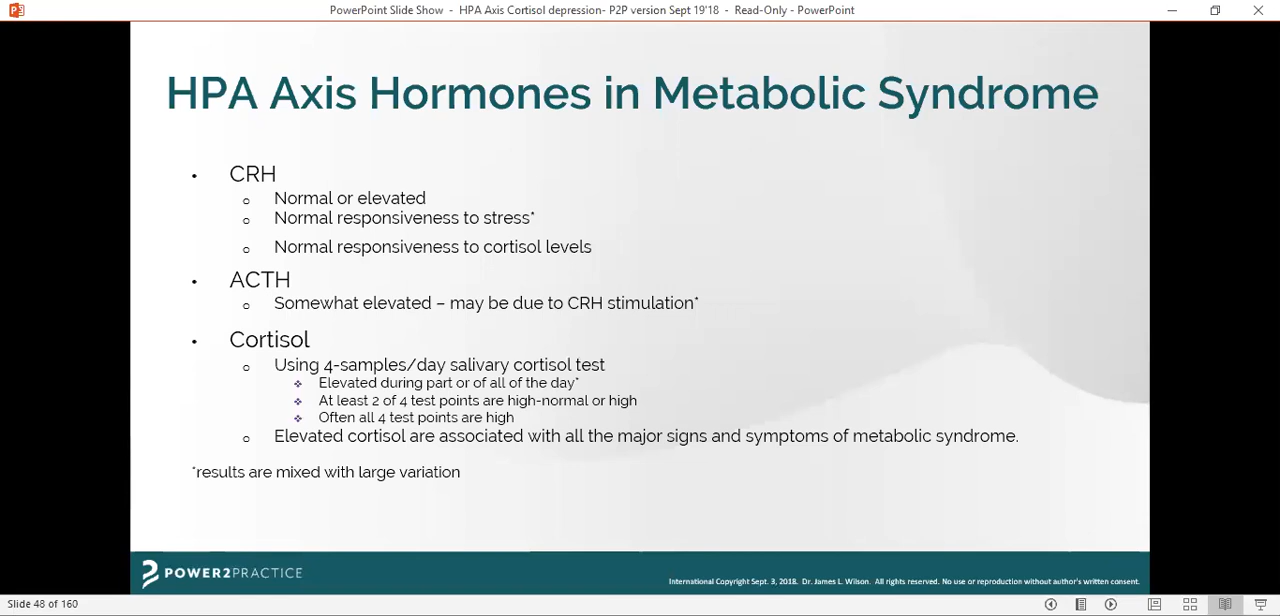 PowerPoint Slide Show - HPA Axis Cortisol depression- P2P version Sept 19'18 - Read-Only - PowerPoint
HPA Axis Hormones in Metabolic Syndrome
• CRH
o Normal or elevated
o Normal responsiveness to stress*
o Normal responsiveness to cortisol levels
• ACTH
o Somewhat elevated – may be due to CRH stimulation*
• Cortisol
o Using 4-samples/day salivary cortisol test
❖ Elevated during part or of all of the day*
❖ At least 2 of 4 test points are high-normal or high
❖ Often all 4 test points are high
o Elevated cortisol are associated with all the major signs and symptoms of metabolic syndrome.
*results are mixed with large variation
POWER2PRACTICE
International Copyright Sept. 3, 2018. Dr. James L. Wilson. All rights reserved. No use or reproduction without author's written consent.
Slide 48 of 160